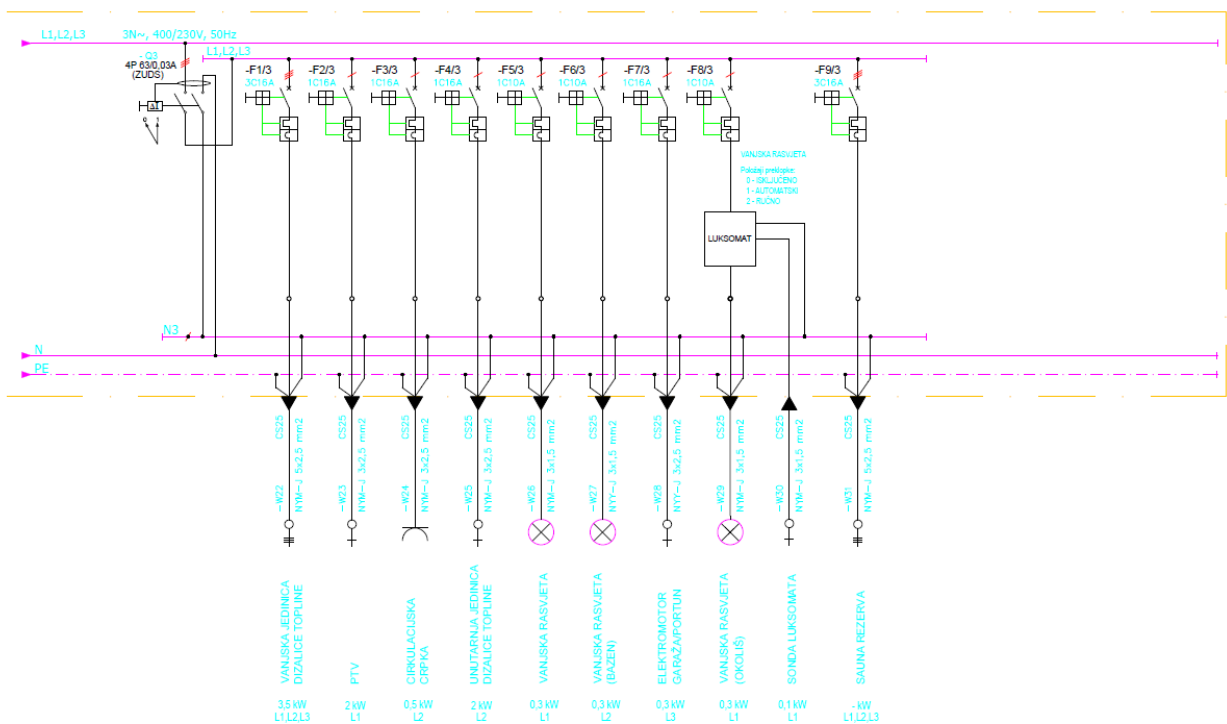 L1,L2,L3
3N~, 400/230V, 50Hz
- Q3
4P 63/0,03A
(ZUDS)
ΔI
0 1
L1,L2,L3
-F1/3
3C16A
-F2/3
1C16A
-F3/3
1C16A
-F4/3
1C16A
-F5/3
1C10A
-F6/3
1C10A
-F7/3
1C16A
-F8/3
1C10A
-F9/3
3C16A
VANJSKA RASVJETA
Položaji preklopke:
0 - ISKLJUČENO
1 - AUTOMATSKI
2 - RUČNO
LUKSOMAT
N3
N
PE
CS25
-W22
NYM-J 5x2,5 mm2
CS25
-W23
NYM-J 3x2,5 mm2
CS25
-W24
NYM-J 3x2,5 mm2
CS25
-W25
NYM-J 3x2,5 mm2
CS25
-W26
NYM-J 3x1,5 mm2
CS25
-W27
NYY-J 3x1,5 mm2
CS25
-W28
NYY-J 3x2,5 mm2
CS25
-W29
NYM-J 3x1,5 mm2
CS25
-W30
NYM-J 3x1,5 mm2
CS25
-W31
NYM-J 5x2,5 mm2
VANJSKA JEDINICA
DIZALICE TOPLINE
PTV
CIRKULACIJSKA
CRPKA
UNUTARNJA JEDINICA
DIZALICE TOPLINE
VANJSKA RASVJETA
VANJSKA RASVJETA
(BAZEN)
ELEKTROMOTOR
GARAŽA/PORTUN
VANJSKA RASVJETA
(OKOLIŠ)
SONDA LUKSOMATA
SAUNA REZERVA
3,5 kW
L1,L2,L3
2 kW
L1
0,5 kW
L2
2 kW
L2
0,3 kW
L1
0,3 kW
L2
0,3 kW
L3
0,3 kW
L1
0,1 kW
L1
- kW
L1,L2,L3